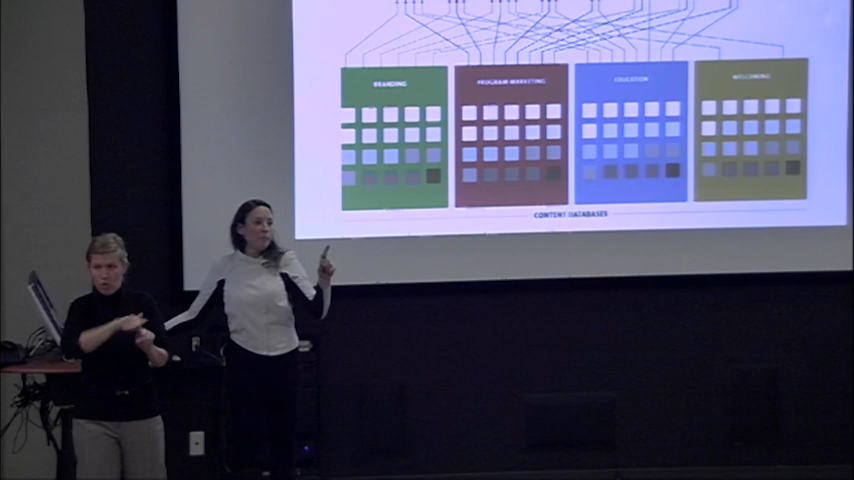 BRANDING
PROGRAM MARKETING
EDUCATION
WELCOMING
CONTENT DATABASES